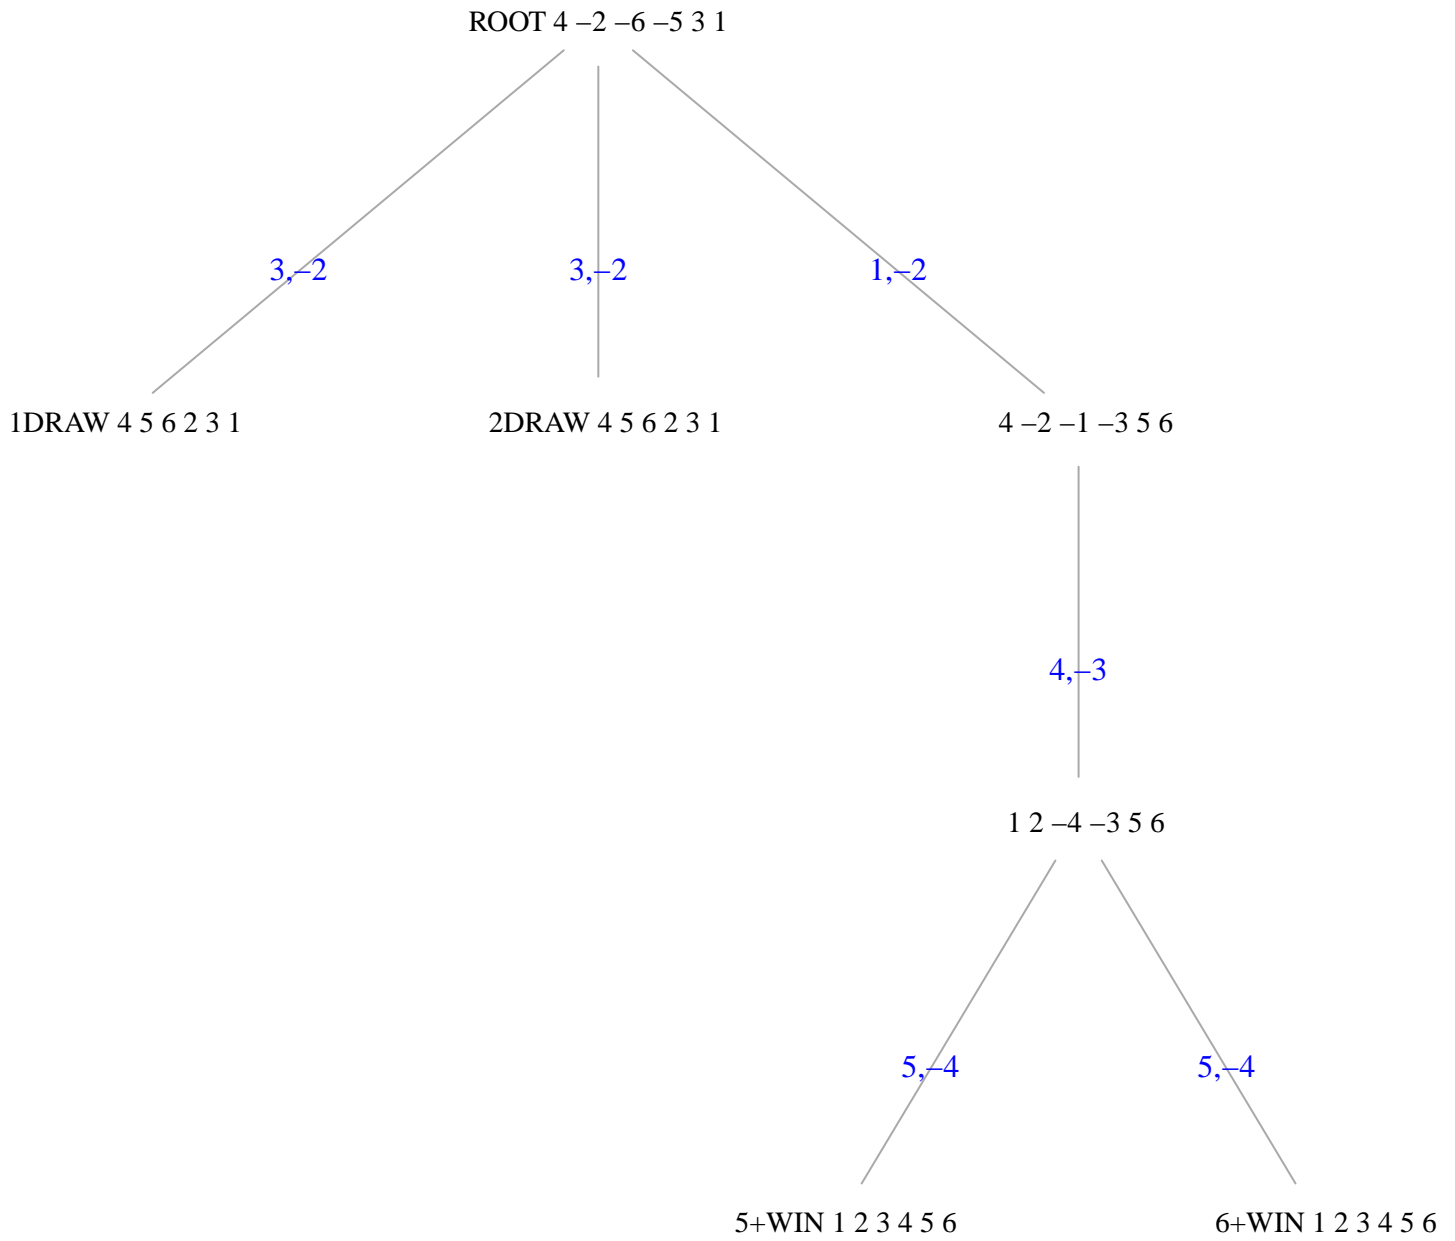 ROOT 4 –2 –6 –5 3 1
3,–2
3,–2
1,–2
1DRAW 4 5 6 2 3 1
2DRAW 4 5 6 2 3 1
4 –2 –1 –3 5 6
4,–3
1 2 –4 –3 5 6
5,–4
5,–4
5+WIN 1 2 3 4 5 6
6+WIN 1 2 3 4 5 6